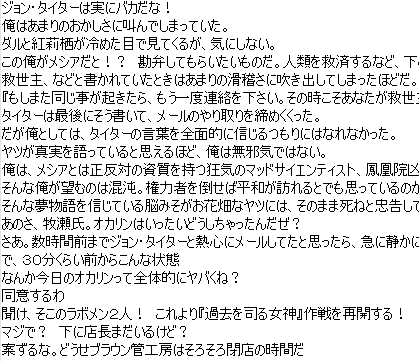 ジョン・タイターは実にバカだな！
俺はあまりのおかしさに叫んでしまっていた。
ダルと紅莉栖が冷めた目で見てくるが、気にしない。
この俺がメシアだと！？　勘弁してもらいたいものだ。人類を救済するなど、下
救世主、などと書かれていたときはあまりの滑稽さに吹き出してしまったほどだ。
『もしまた同じ事が起きたら、もう一度連絡を下さい。その時こそあなたが救世
タイターは最後にそう書いて、メールのやり取りを締めくくった。
だが俺としては、タイターの言葉を全面的に信じるつもりにはなれなかった。
ヤツが真実を語っていると思えるほど、俺は無邪気ではない。
俺は、メシアとは正反対の資質を持つ狂気のマッドサイエンティスト、鳳凰院凶
そんな俺が望むのは混沌。権力者を倒せば平和が訪れるとでも思っているのか
そんな夢物語を信じている脳みそがお花畑なヤツには、そのまま死ねと忠告して
あのさ、牧瀬氏。オカリンはいったいどうしちゃったんだぜ？
さあ。数時間前までジョン・タイターと熱心にメールしてたと思ったら、急に静かに
で、３０分くらい前からこんな状態
なんか今日のオカリンって全体的にヤバくね？
同意するわ
聞け、そこのラボメン２人！　これより『過去を司る女神』作戦を再開する！
マジで？　下に店長まだいるけど？
案ずるな。どうせブラウン管工房はそろそろ閉店の時間だ